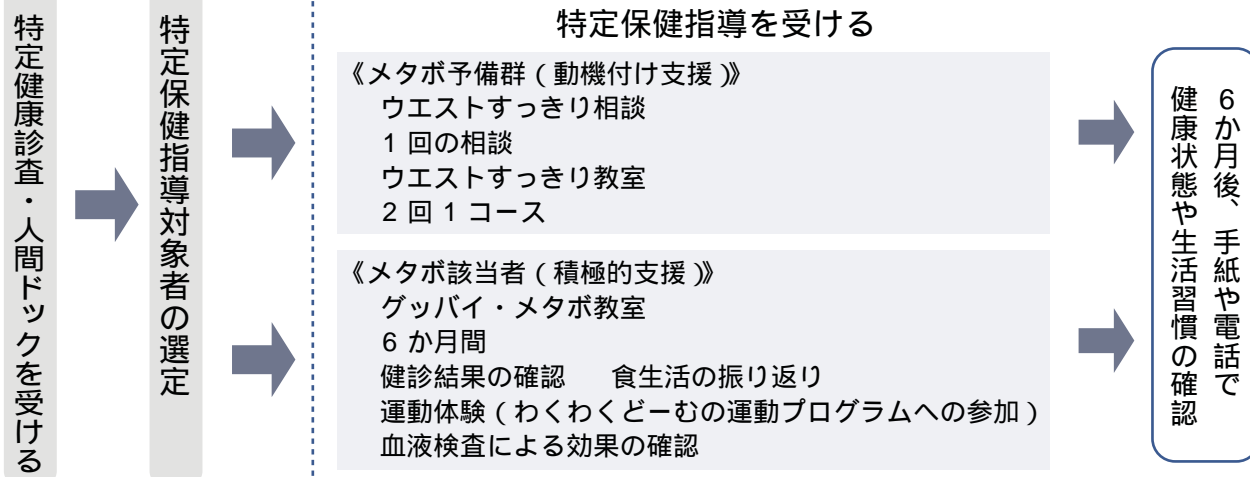 特定健康診査・人間ドックを受ける
特定保健指導対象者の選定
特定保健指導を受ける
《メタボ予備群(動機付け支援)》
ウエストすっきり相談
1回の相談
ウエストすっきり教室
2回1コース
《メタボ該当者(積極的支援)》
グッバイ・メタボ教室
6か月間
健診結果の確認　食生活の振り返り
運動体験(わくわくどーむの運動プログラムへの参加)
血液検査による効果の確認
6か月後、手紙や電話で
健康状態や生活習慣の確認